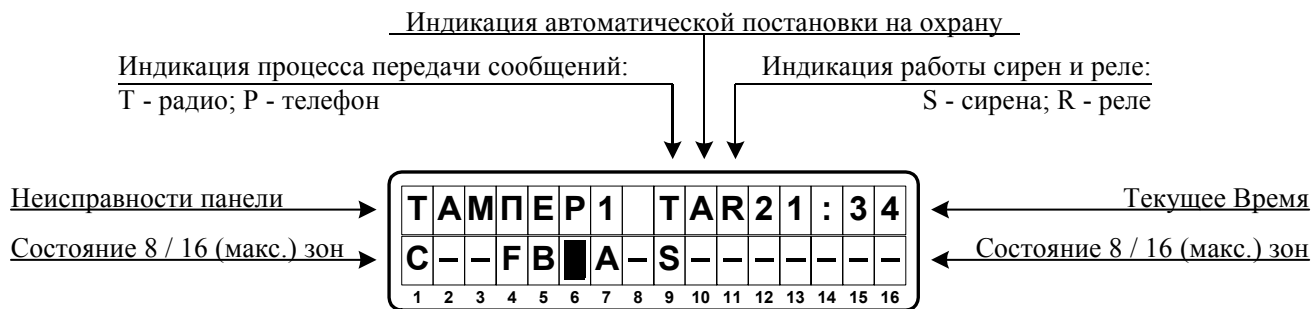 Индикация автоматической постановки на охрану
Индикация процесса передачи сообщений:
Т - радио; Р - телефон
Индикация работы сирен и реле:
S - сирена; R - реле
Неисправности панели
ТАМПЕР1 TAR21:34
Текущее Время
Состояние 8 / 16 (макс.) зон
C--FB█A-S-------
Состояние 8 / 16 (макс.) зон
1 2 3 4 5 6 7 8 9 10 11 12 13 14 15 16